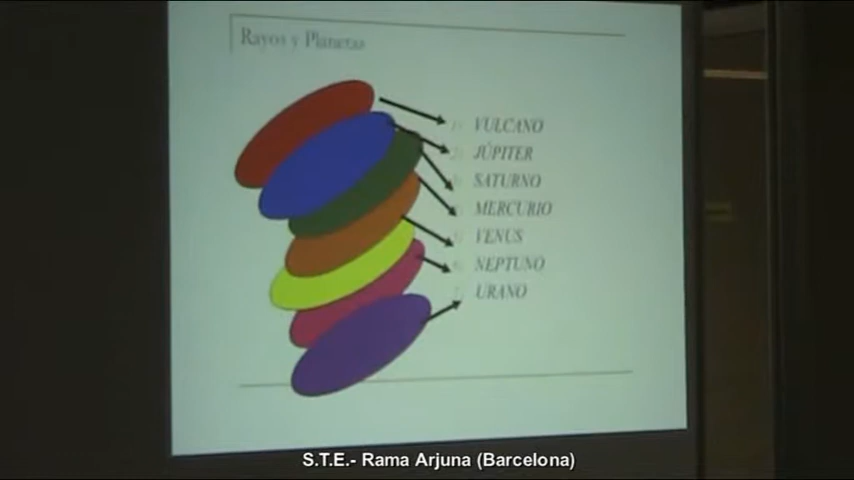 Rayos y Planetas
VULCANO
JÚPITER
SATURNO
MERCURIO
VENUS
NEPTUNO
URANO
S.T.E.- Rama Arjuna (Barcelona)